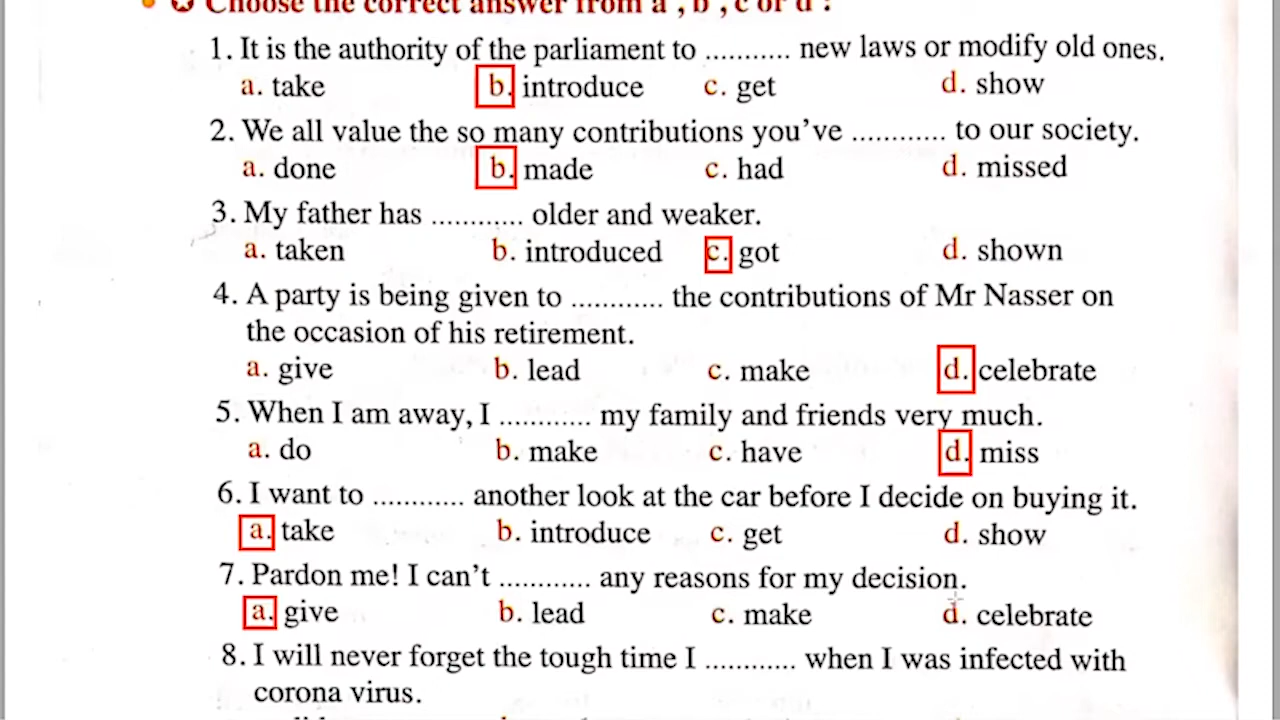 Choose the correct answer from a , b , c or d :
1. It is the authority of the parliament to ........... new laws or modify old ones.
a. take b. introduce c. get d. show
2. We all value the so many contributions you've ............ to our society.
a. done b. made c. had d. missed
3. My father has ............ older and weaker.
a. taken b. introduced c. got d. shown
4. A party is being given to ............ the contributions of Mr Nasser on
the occasion of his retirement.
a. give b. lead c. make d. celebrate
5. When I am away, I ............ my family and friends very much.
a. do b. make c. have d. miss
6. I want to ............ another look at the car before I decide on buying it.
a. take b. introduce c. get d. show
7. Pardon me! I can't ............ any reasons for my decision.
a. give b. lead c. make d. celebrate
8. I will never forget the tough time I ............ when I was infected with
corona virus.